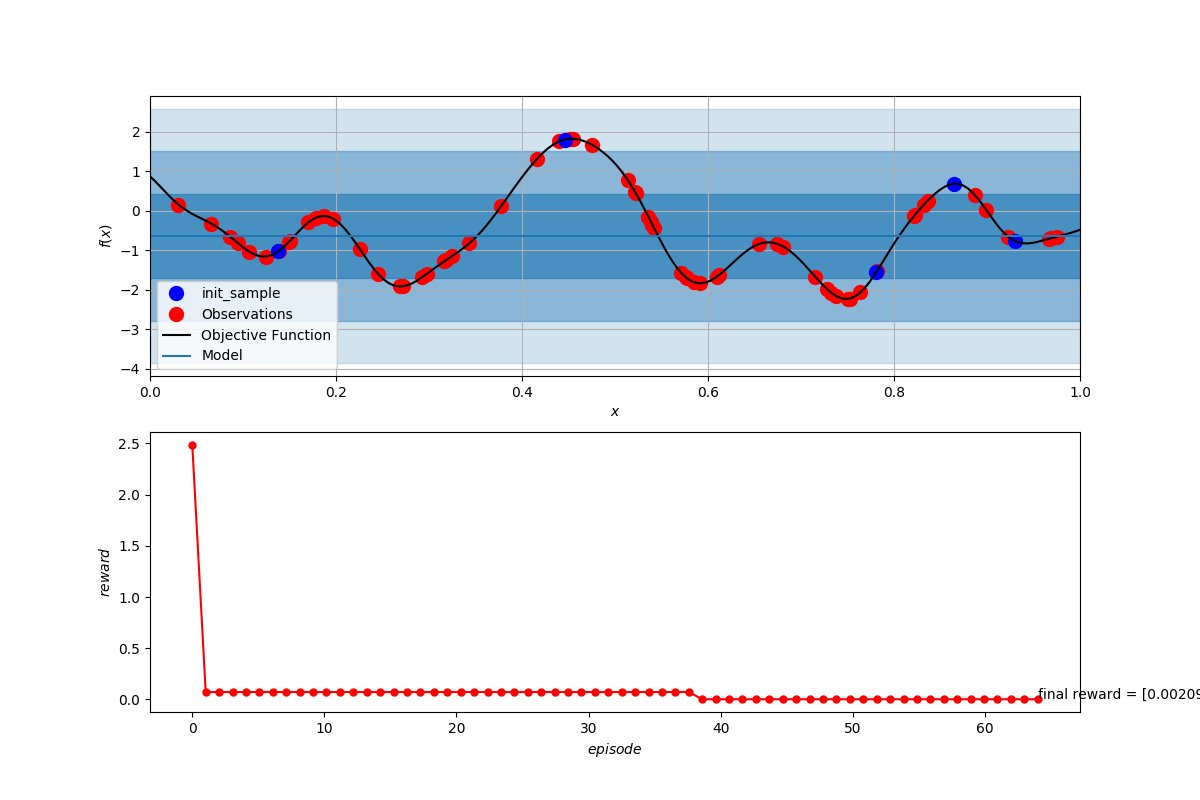 2
1
0
−1
−2
−3
−4
f(x)
init_sample
Observations
Objective Function
Model
0.0 0.2 0.4 0.6 0.8 1.0
x
2.5
2.0
1.5
1.0
0.5
0.0
reward
final reward = [0.00209
0 10 20 30 40 50 60
episode